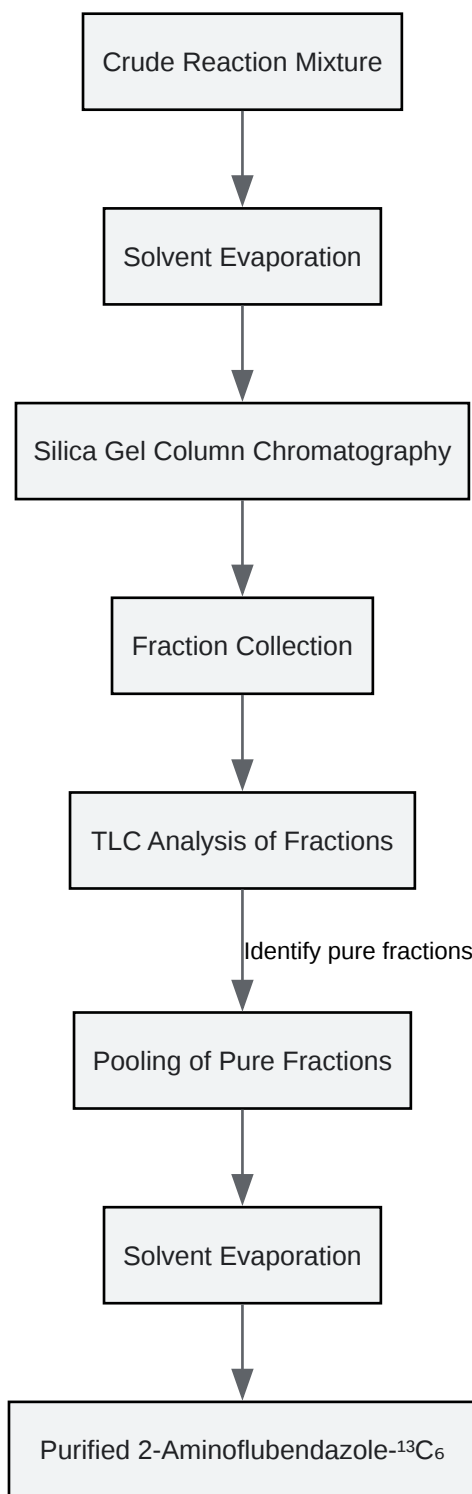 Crude Reaction Mixture
Solvent Evaporation
Silica Gel Column Chromatography
Fraction Collection
TLC Analysis of Fractions
Identify pure fractions
Pooling of Pure Fractions
Solvent Evaporation
Purified 2-Aminoflubendazole-¹³C₆